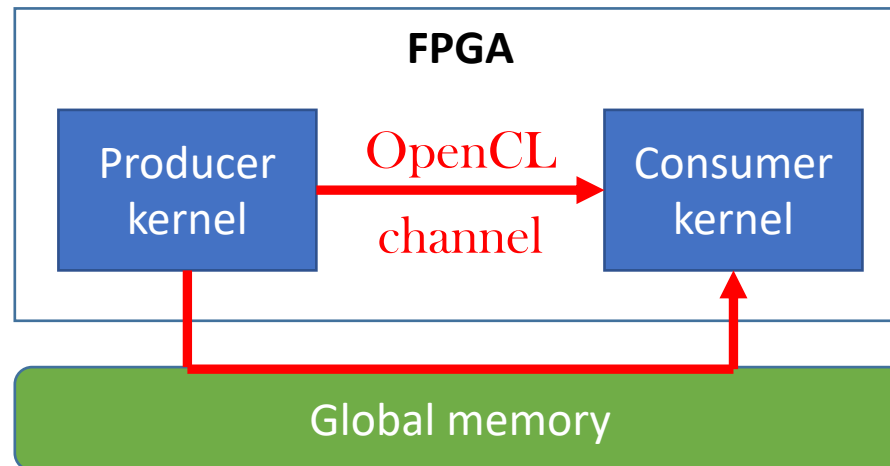 FPGA
Producer
kernel
OpenCL
channel
Consumer
kernel
Global memory